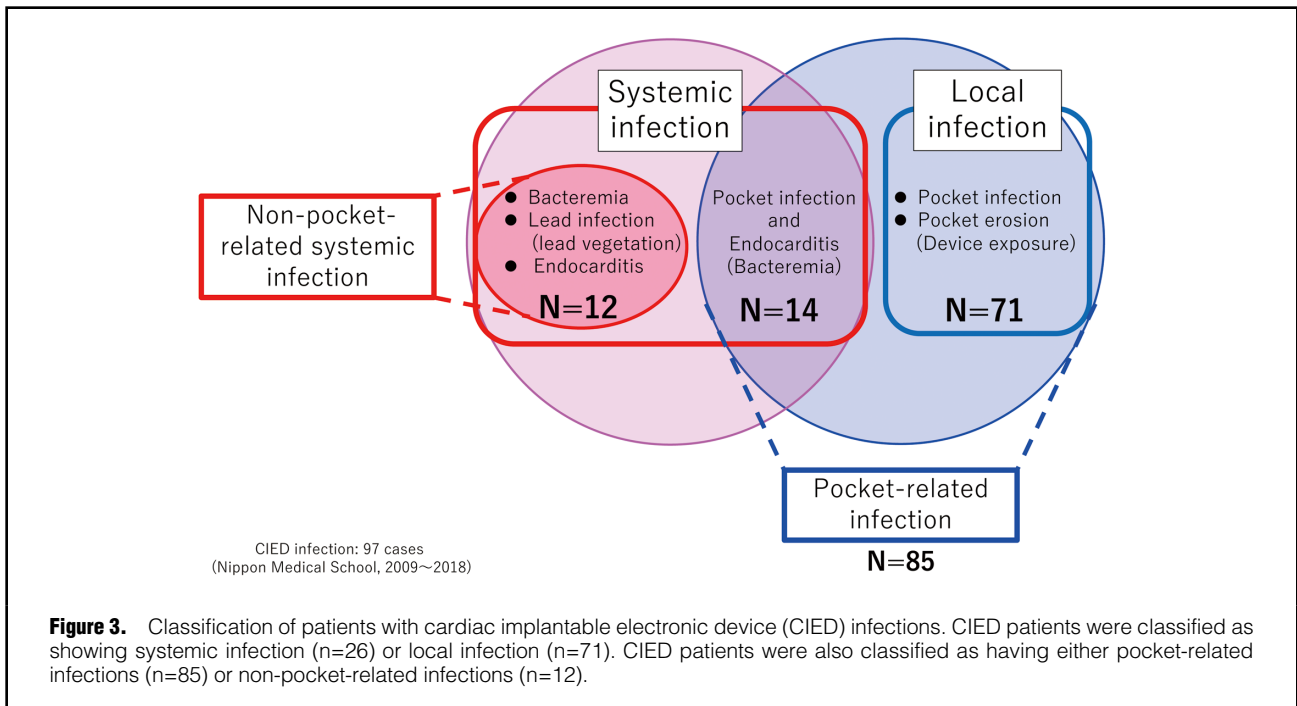 Systemic
infection
Local
infection
Non-pocket-
related systemic
infection
● Bacteremia
● Lead infection
(lead vegetation)
● Endocarditis
N=12
Pocket infection
and
Endocarditis
(Bacteremia)
N=14
● Pocket infection
● Pocket erosion
(Device exposure)
N=71
Pocket-related
infection
N=85
CIED infection: 97 cases
(Nippon Medical School, 2009～2018)
Figure 3. Classification of patients with cardiac implantable electronic device (CIED) infections. CIED patients were classified as
showing systemic infection (n=26) or local infection (n=71). CIED patients were also classified as having either pocket-related
infections (n=85) or non-pocket-related infections (n=12).